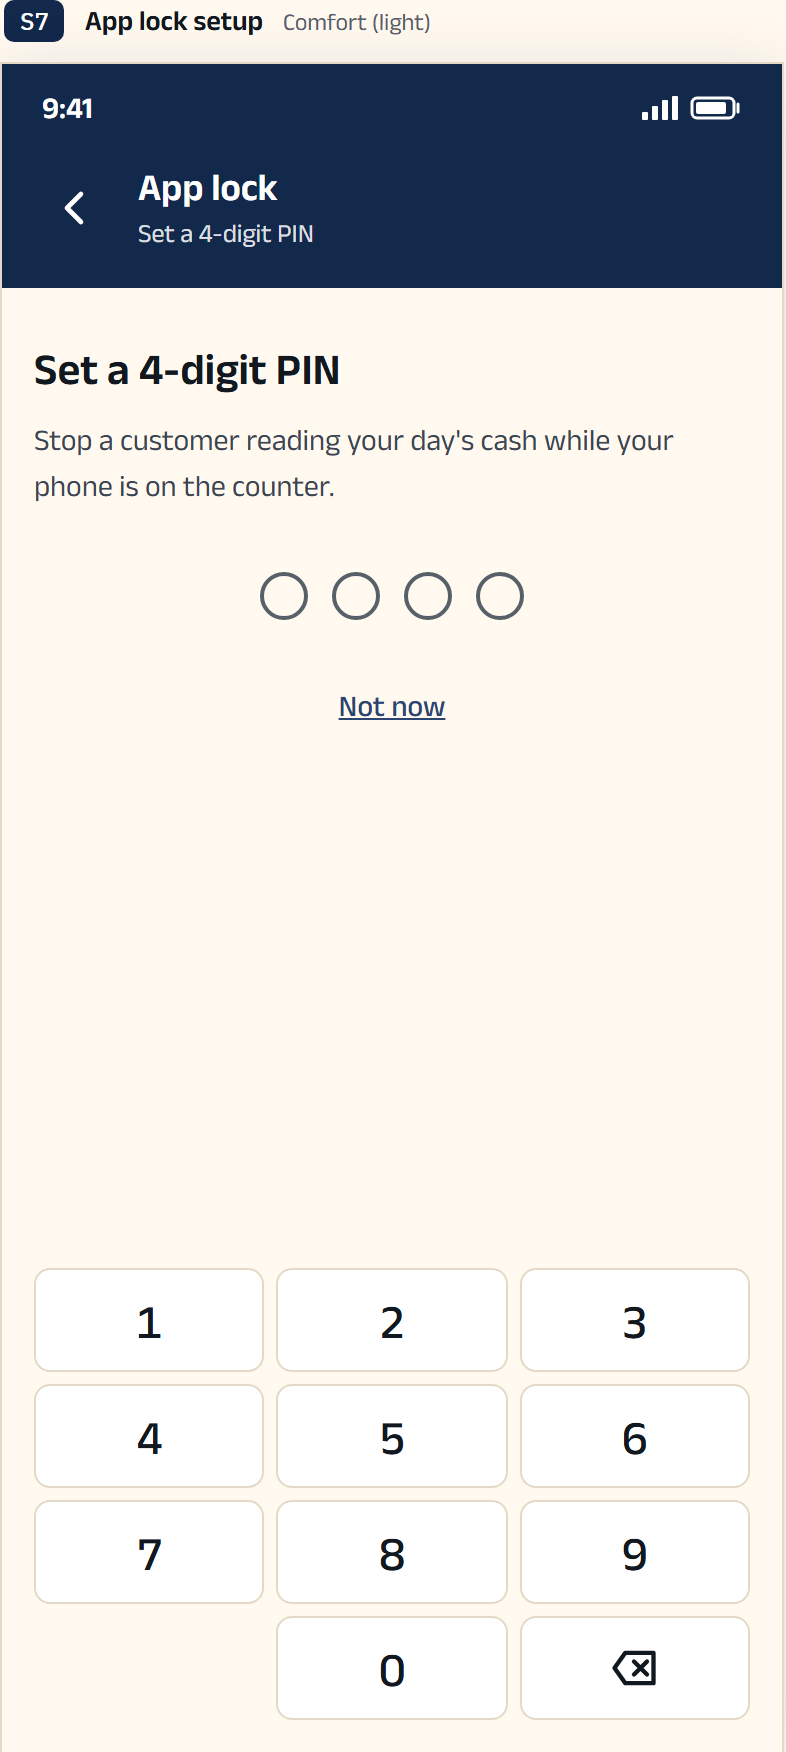 S7 App lock setup Comfort (light)
9:41
App lock
Set a 4-digit PIN
Set a 4-digit PIN
Stop a customer reading your day's cash while your
phone is on the counter.
Not now
1 2 3
4 5 6
7 8 9
0